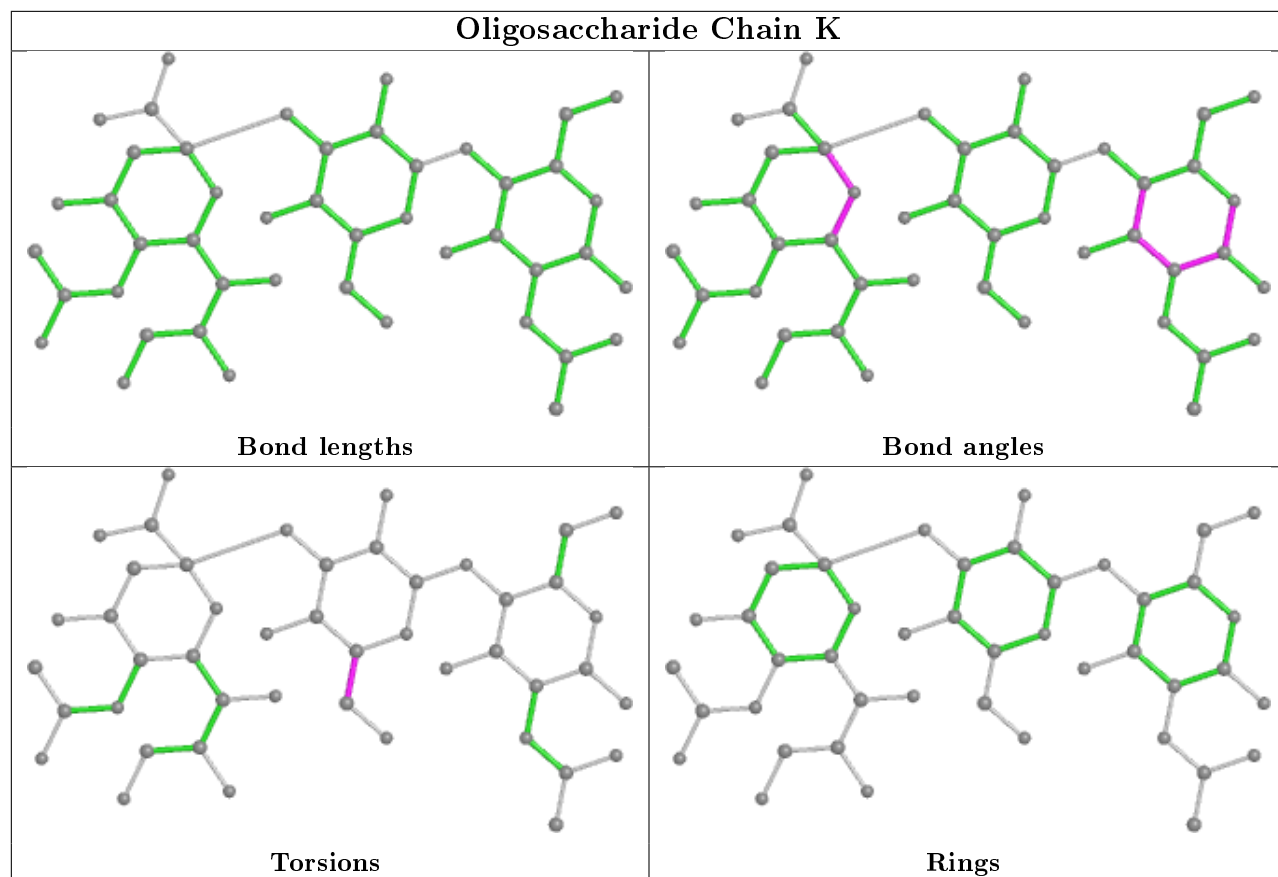 Oligosaccharide Chain K
Bond lengths
Bond angles
Torsions
Rings